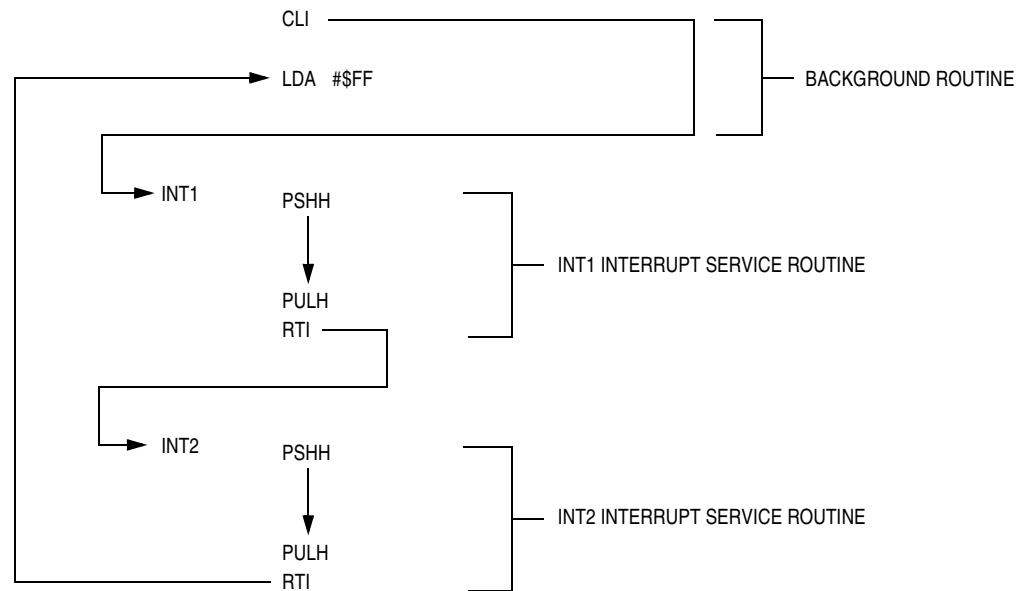 CLI
LDA #$FF
BACKGROUND ROUTINE
INT1
PSHH
INT1 INTERRUPT SERVICE ROUTINE
PULH
RTI
INT2
PSHH
INT2 INTERRUPT SERVICE ROUTINE
PULH
RTI